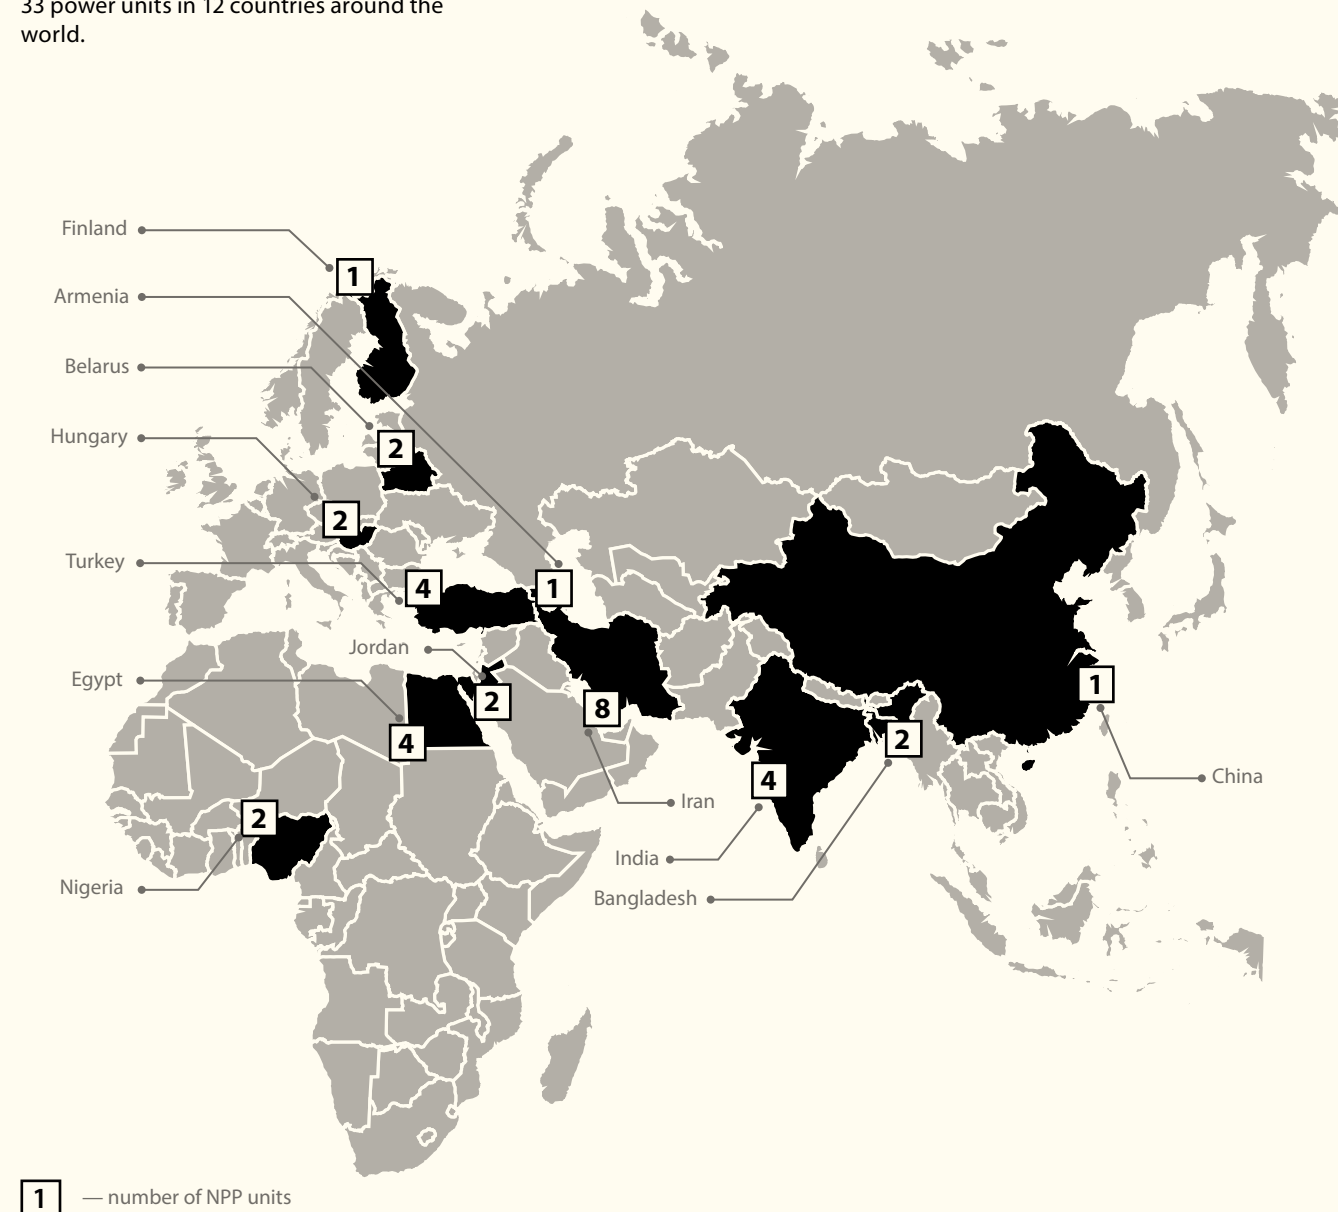 33 power units in 12 countries around the
world.
Finland
1
Armenia
Belarus
2
Hungary
2
Turkey
4
1
Jordan
Egypt
2
8
1
4
2
4
China
Iran
2
India
Nigeria
Bangladesh
1 — number of NPP units